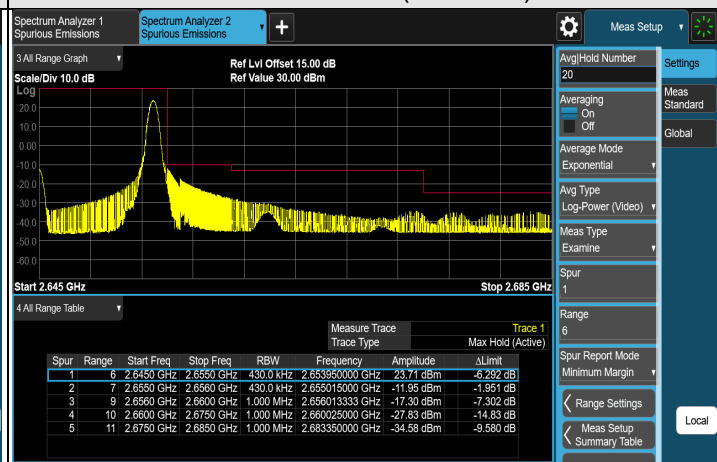 Spectrum Analyzer 1
Spurious Emissions
Spectrum Analyzer 2
Spurious Emissions
Meas Setup
3 All Range Graph
Ref Lvl Offset 15.00 dB
Scale/Div 10.0 dB
Ref Value 30.00 dBm
Log
20.0
10.0
0.00
-10.0
-20.0
-30.0
-40.0
-50.0
-60.0
Start 2.645 GHz
Stop 2.685 GHz
4 All Range Table
Measure Trace Trace 1
Trace Type Max Hold (Active)
Spur Range Start Freq Stop Freq RBW Frequency Amplitude ΔLimit
1 6 2.6450 GHz 2.6550 GHz 430.0 kHz 2.653950000 GHz 23.71 dBm -6.292 dB
2 7 2.6550 GHz 2.6560 GHz 430.0 kHz 2.655015000 GHz -11.95 dBm -1.951 dB
3 9 2.6560 GHz 2.6600 GHz 1.000 MHz 2.656013333 GHz -17.30 dBm -7.302 dB
4 10 2.6600 GHz 2.6750 GHz 1.000 MHz 2.660025000 GHz -27.83 dBm -14.83 dB
5 11 2.6750 GHz 2.6850 GHz 1.000 MHz 2.683350000 GHz -34.58 dBm -9.580 dB
Avg|Hold Number
20
Averaging
On
Off
Average Mode
Exponential
Avg Type
Log-Power (Video)
Meas Type
Examine
Spur
1
Range
6
Spur Report Mode
Minimum Margin
Range Settings
Meas Setup
Summary Table
Settings
Meas
Standard
Global
Local